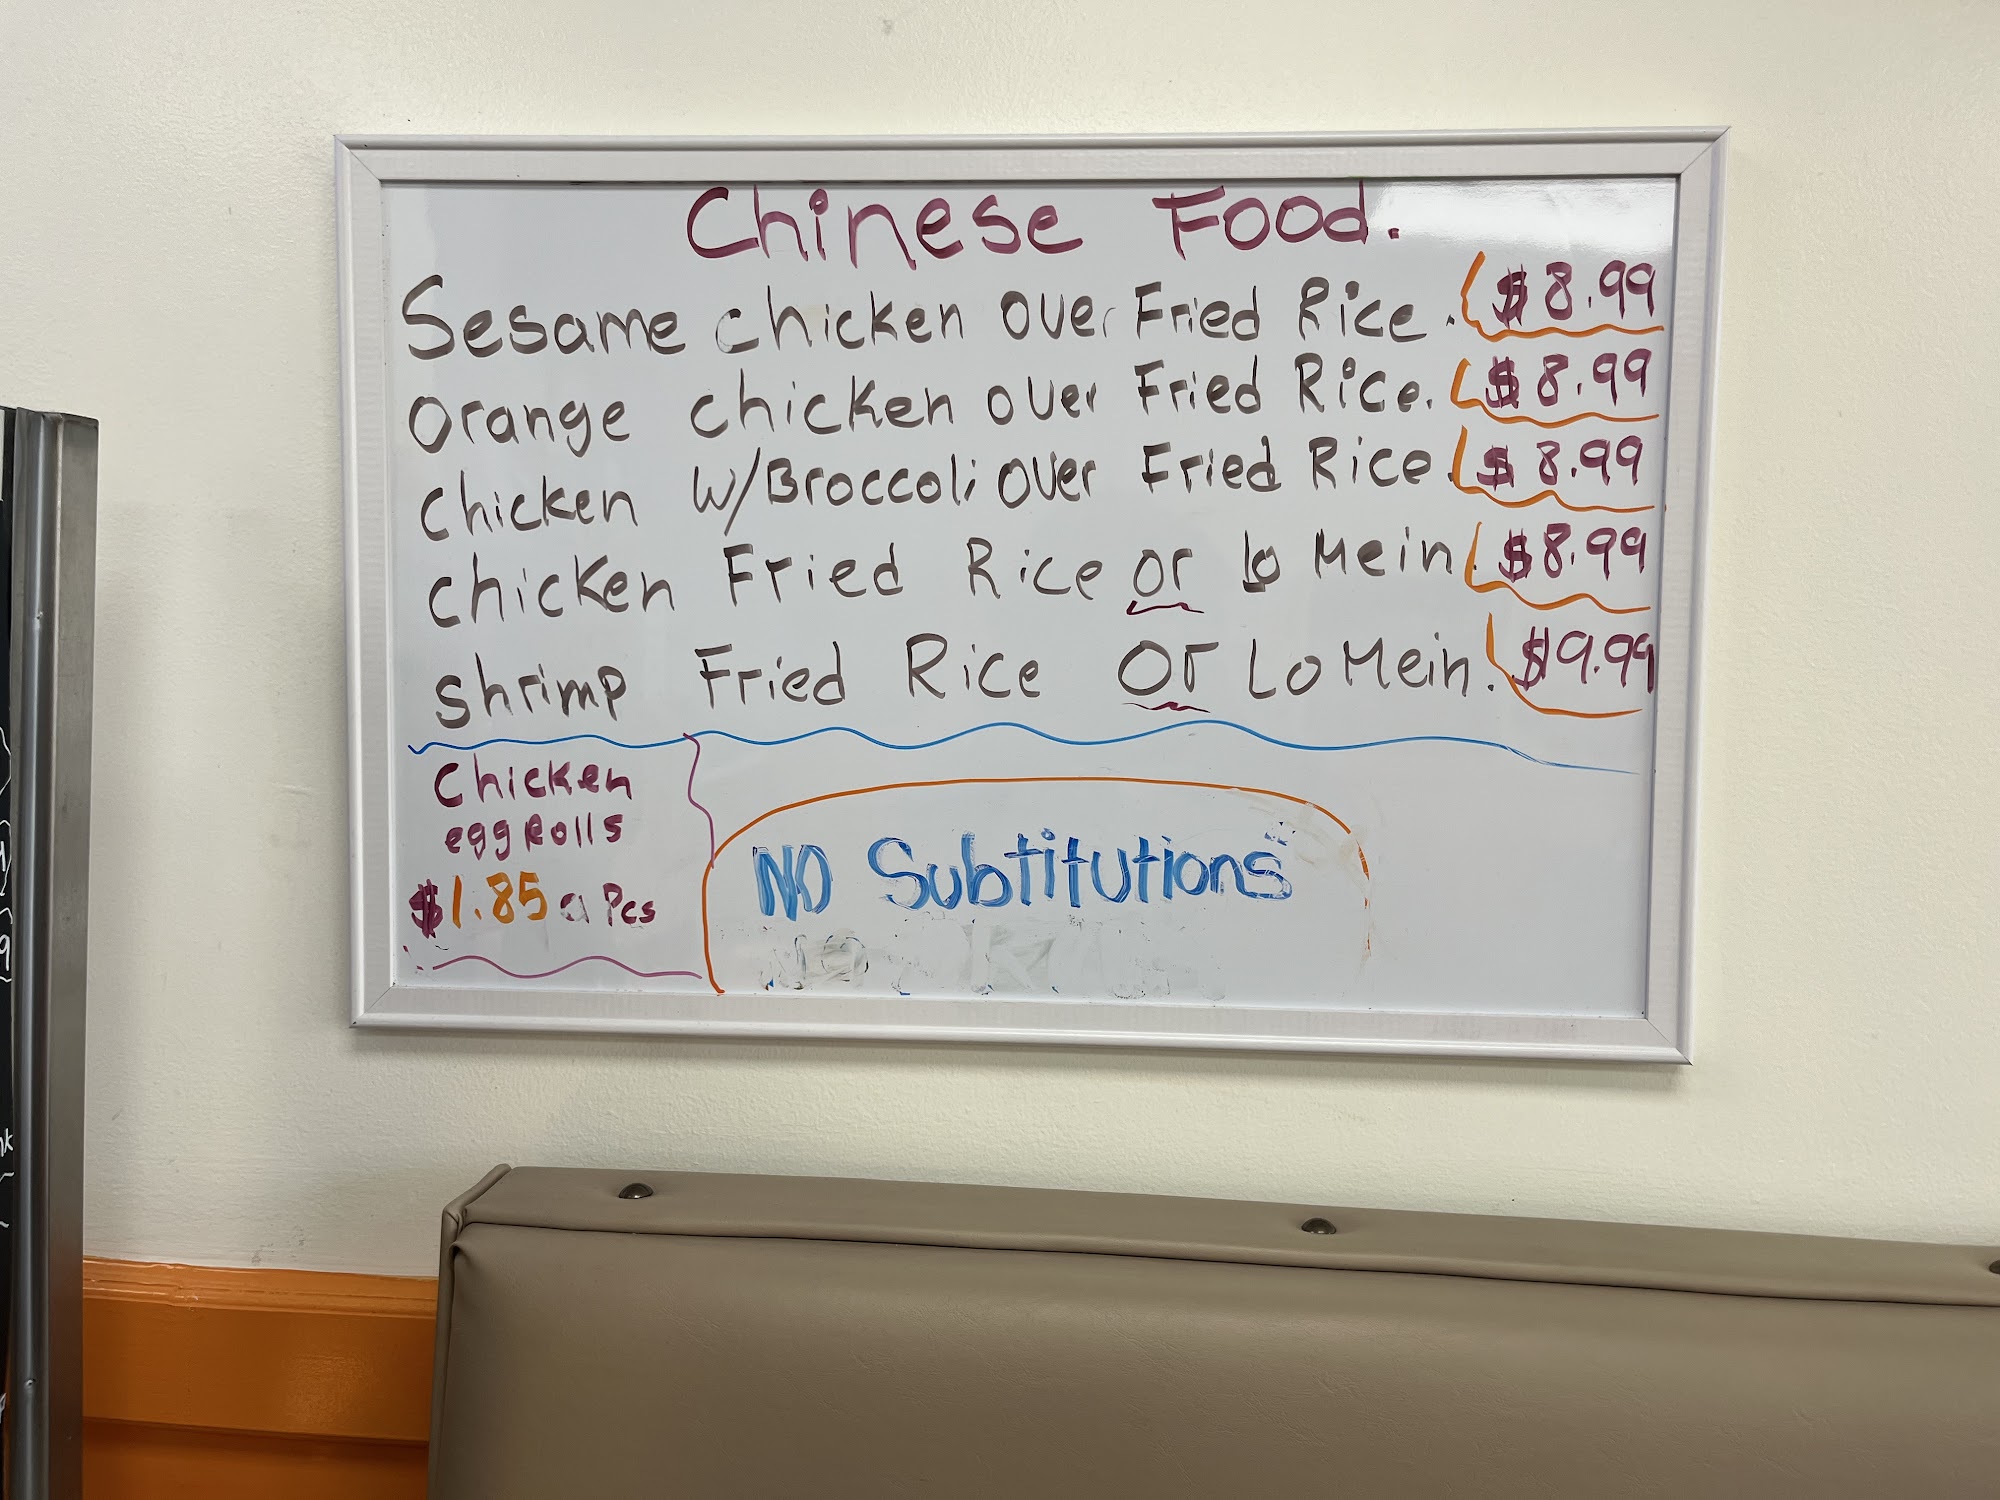 Chinese Food.
Sesame chicken over Fried Rice. $8.99
Orange chicken over Fried Rice. $8.99
chicken w/Broccoli over Fried Rice. $8.99
chicken Fried Rice or lo Mein. $8.99
shrimp Fried Rice Or Lo Mein. $9.99
Chicken
egg Rolls
$1.85 a Pcs
NO Subtitutions